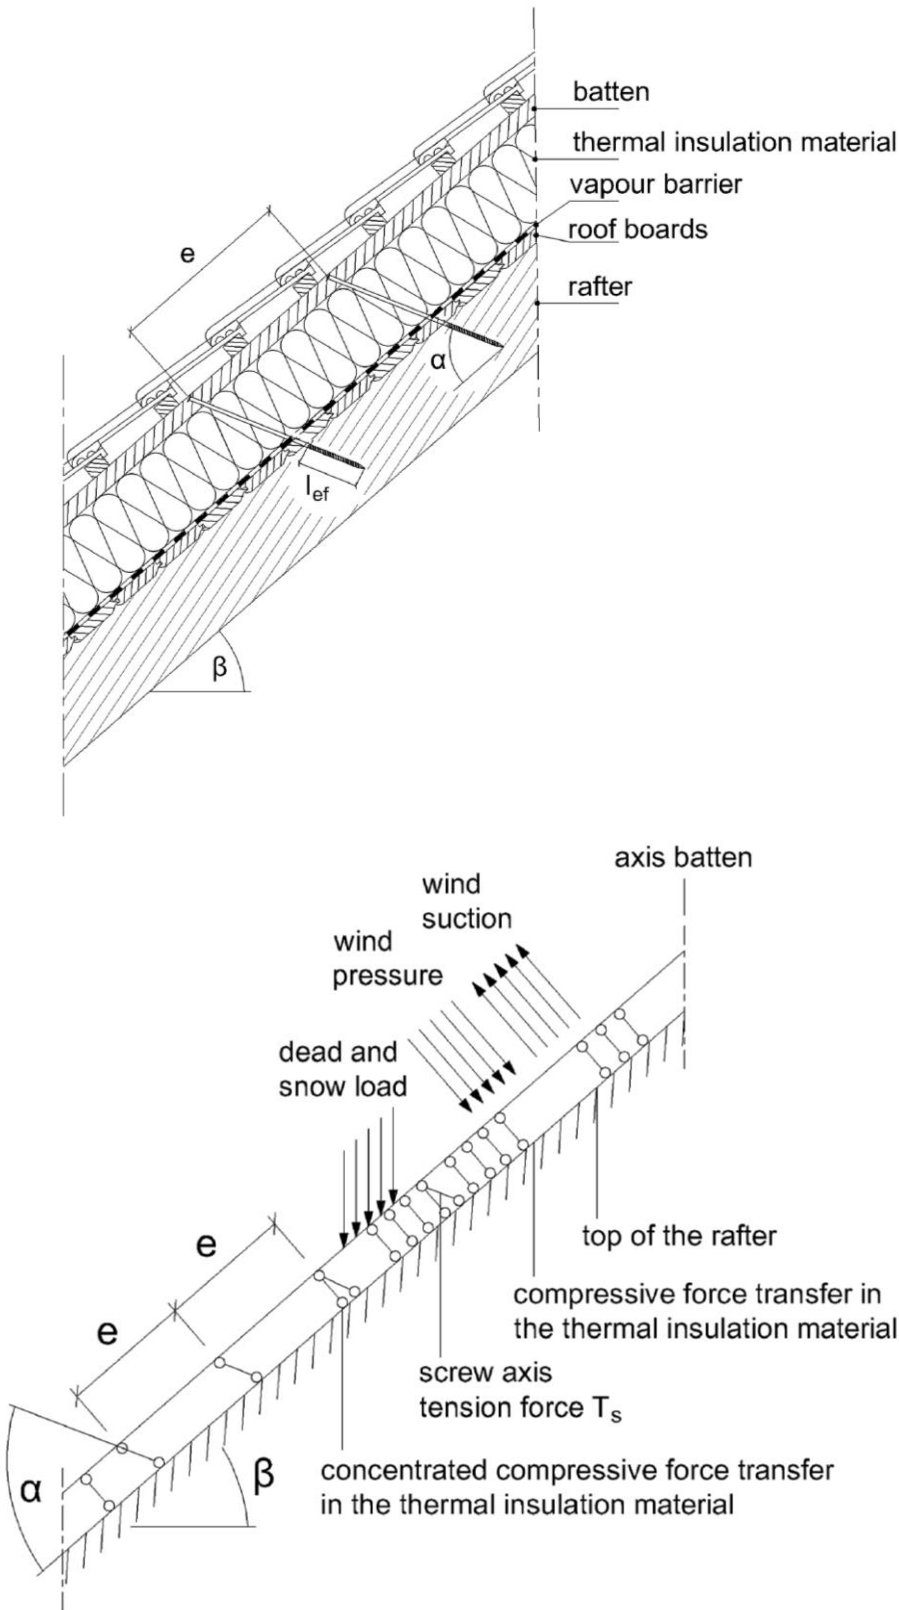 batten
thermal insulation material
vapour barrier
roof boards
rafter
e
α
lef
β
axis batten
wind
suction
wind
pressure
dead and
snow load
e
e
top of the rafter
compressive force transfer in
the thermal insulation material
screw axis
tension force Ts
α
β
concentrated compressive force transfer
in the thermal insulation material